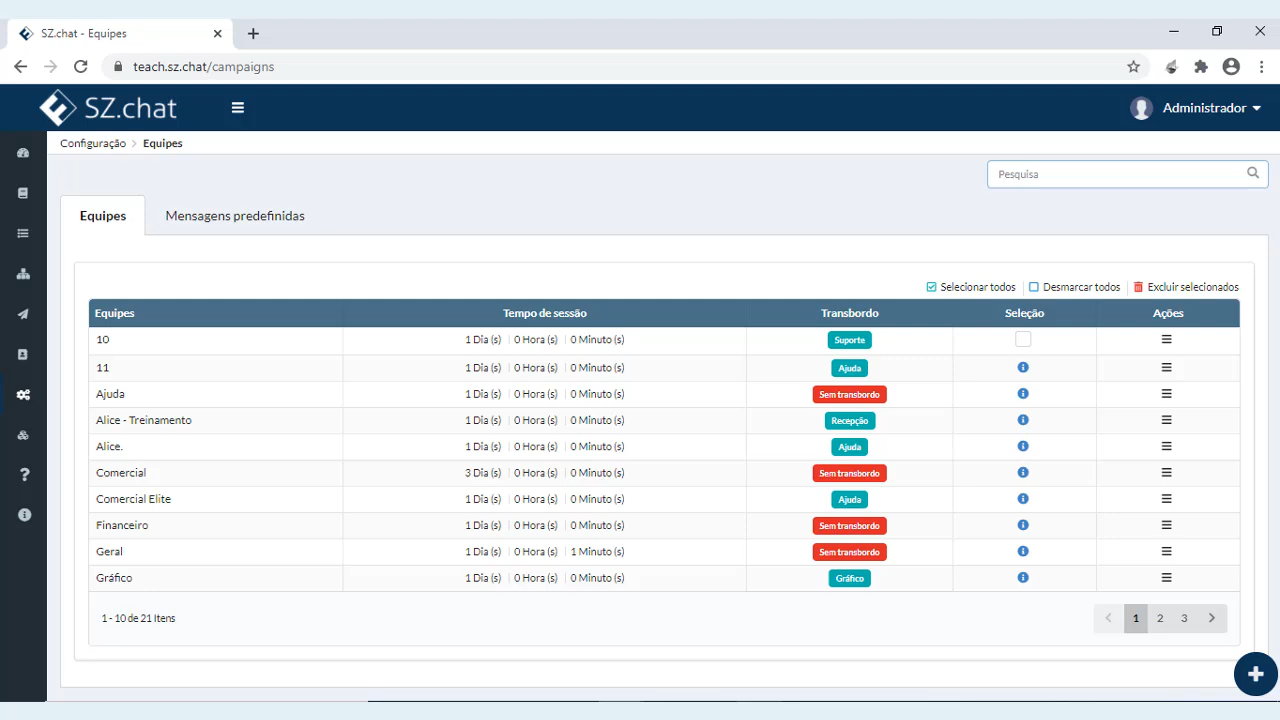 SZ.chat - Equipes
teach.sz.chat/campaigns
SZ.chat
Administrador
Configuração > Equipes
Pesquisa
Equipes
Mensagens predefinidas
Selecionar todos
Desmarcar todos
Excluir selecionados
Equipes Tempo de sessão Transbordo Seleção Ações
10 1 Dia (s) 0 Hora (s) 0 Minuto (s) Suporte
11 1 Dia (s) 0 Hora (s) 0 Minuto (s) Ajuda
Ajuda 1 Dia (s) 0 Hora (s) 0 Minuto (s) Sem transbordo
Alice - Treinamento 1 Dia (s) 0 Hora (s) 0 Minuto (s) Recepção
Alice. 1 Dia (s) 0 Hora (s) 0 Minuto (s) Ajuda
Comercial 3 Dia (s) 0 Hora (s) 0 Minuto (s) Sem transbordo
Comercial Elite 1 Dia (s) 0 Hora (s) 0 Minuto (s) Ajuda
Financeiro 1 Dia (s) 0 Hora (s) 0 Minuto (s) Sem transbordo
Geral 1 Dia (s) 0 Hora (s) 1 Minuto (s) Sem transbordo
Gráfico 1 Dia (s) 0 Hora (s) 0 Minuto (s) Gráfico
1 - 10 de 21 Itens
< 1 2 3 >